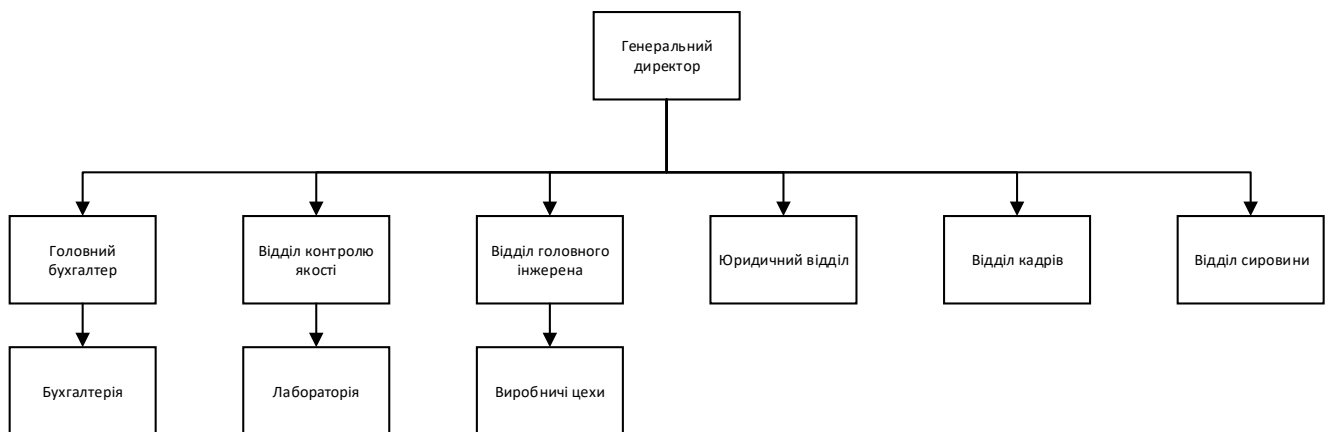 Генеральний
директор
Головний
бухгалтер
Відділ контролю
якості
Відділ головного
інжерена
Юридичний відділ
Відділ кадрів
Відділ сировини
Бухгалтерія
Лабораторія
Виробничі цехи